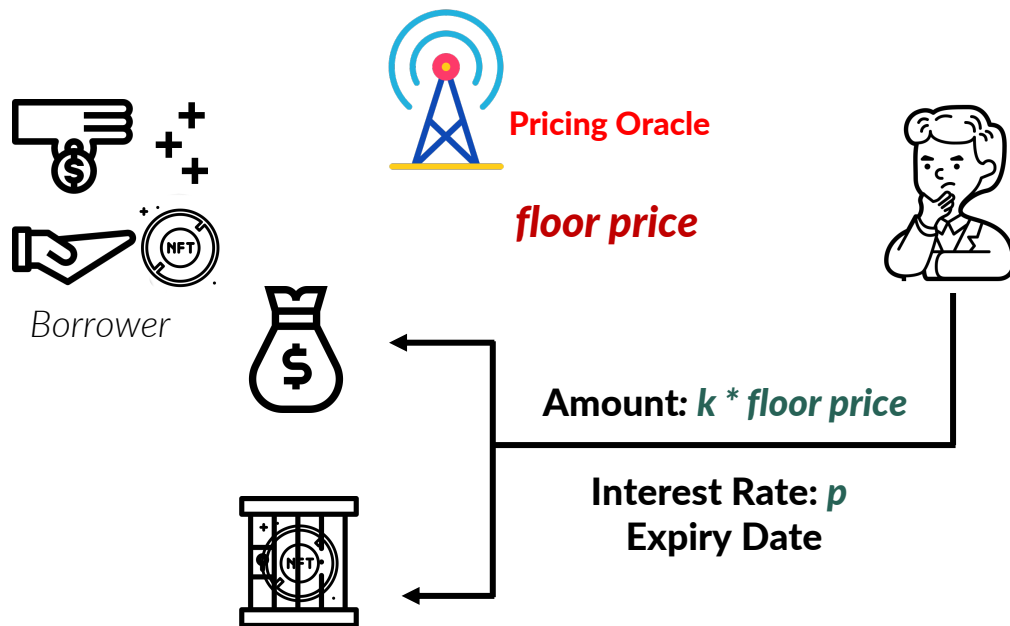 Pricing Oracle
$
floor price
NFT
Borrower
$
Amount: k * floor price
Interest Rate: p
Expiry Date
NFT